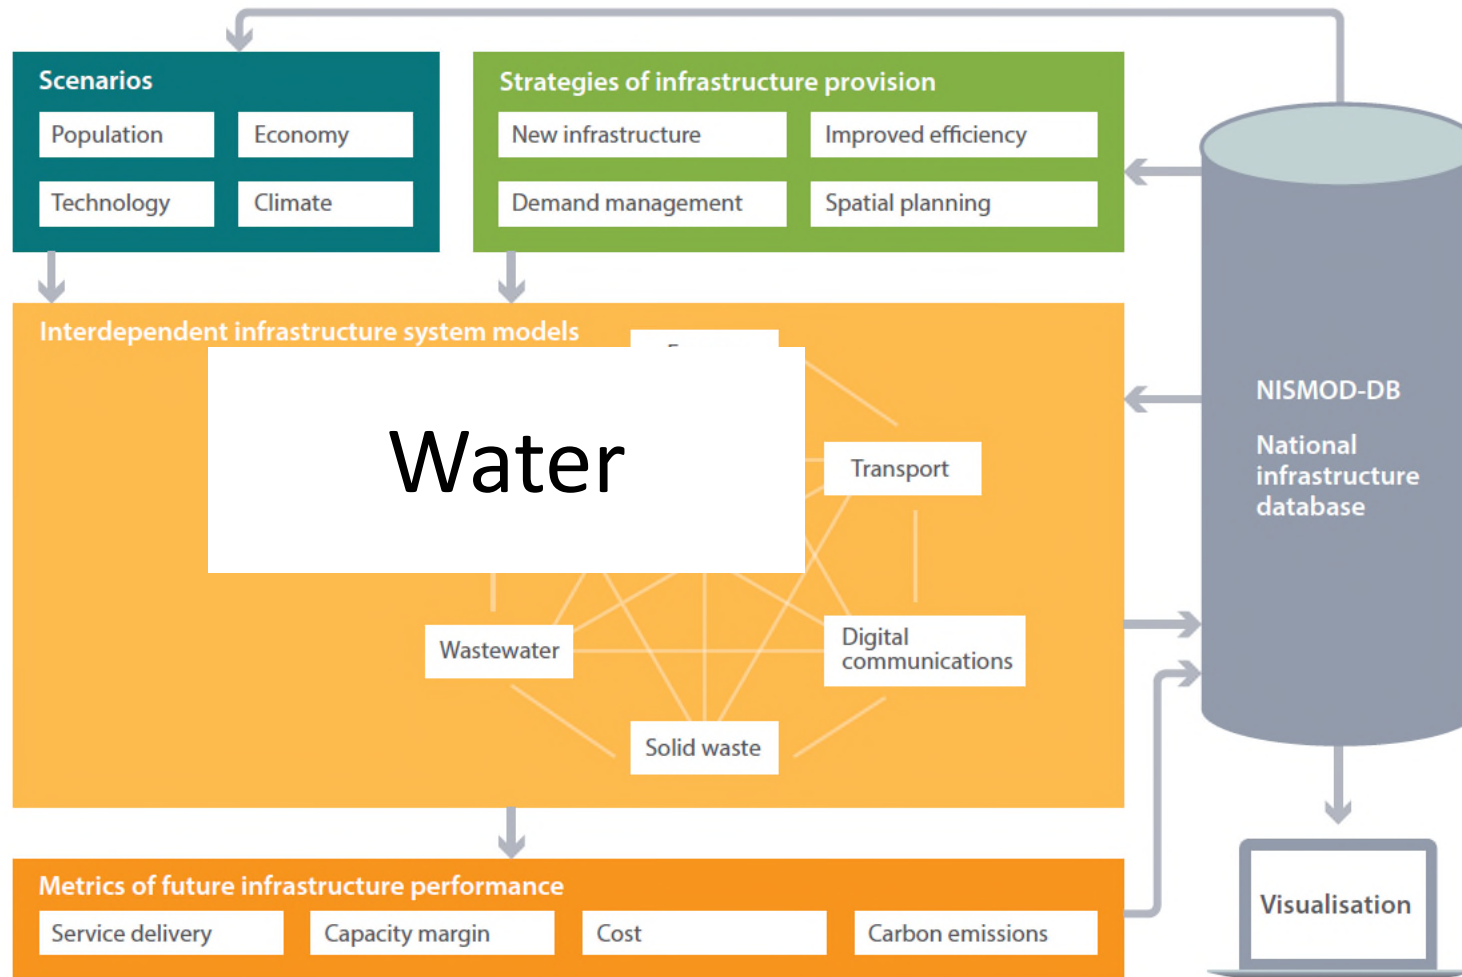 Scenarios
Population
Economy
Technology
Climate
Strategies of infrastructure provision
New infrastructure
Improved efficiency
Demand management
Spatial planning
Interdependent infrastructure system models
Water
Transport
Wastewater
Digital
communications
Solid waste
NISMOD-DB
National
infrastructure
database
Metrics of future infrastructure performance
Service delivery
Capacity margin
Cost
Carbon emissions
Visualisation